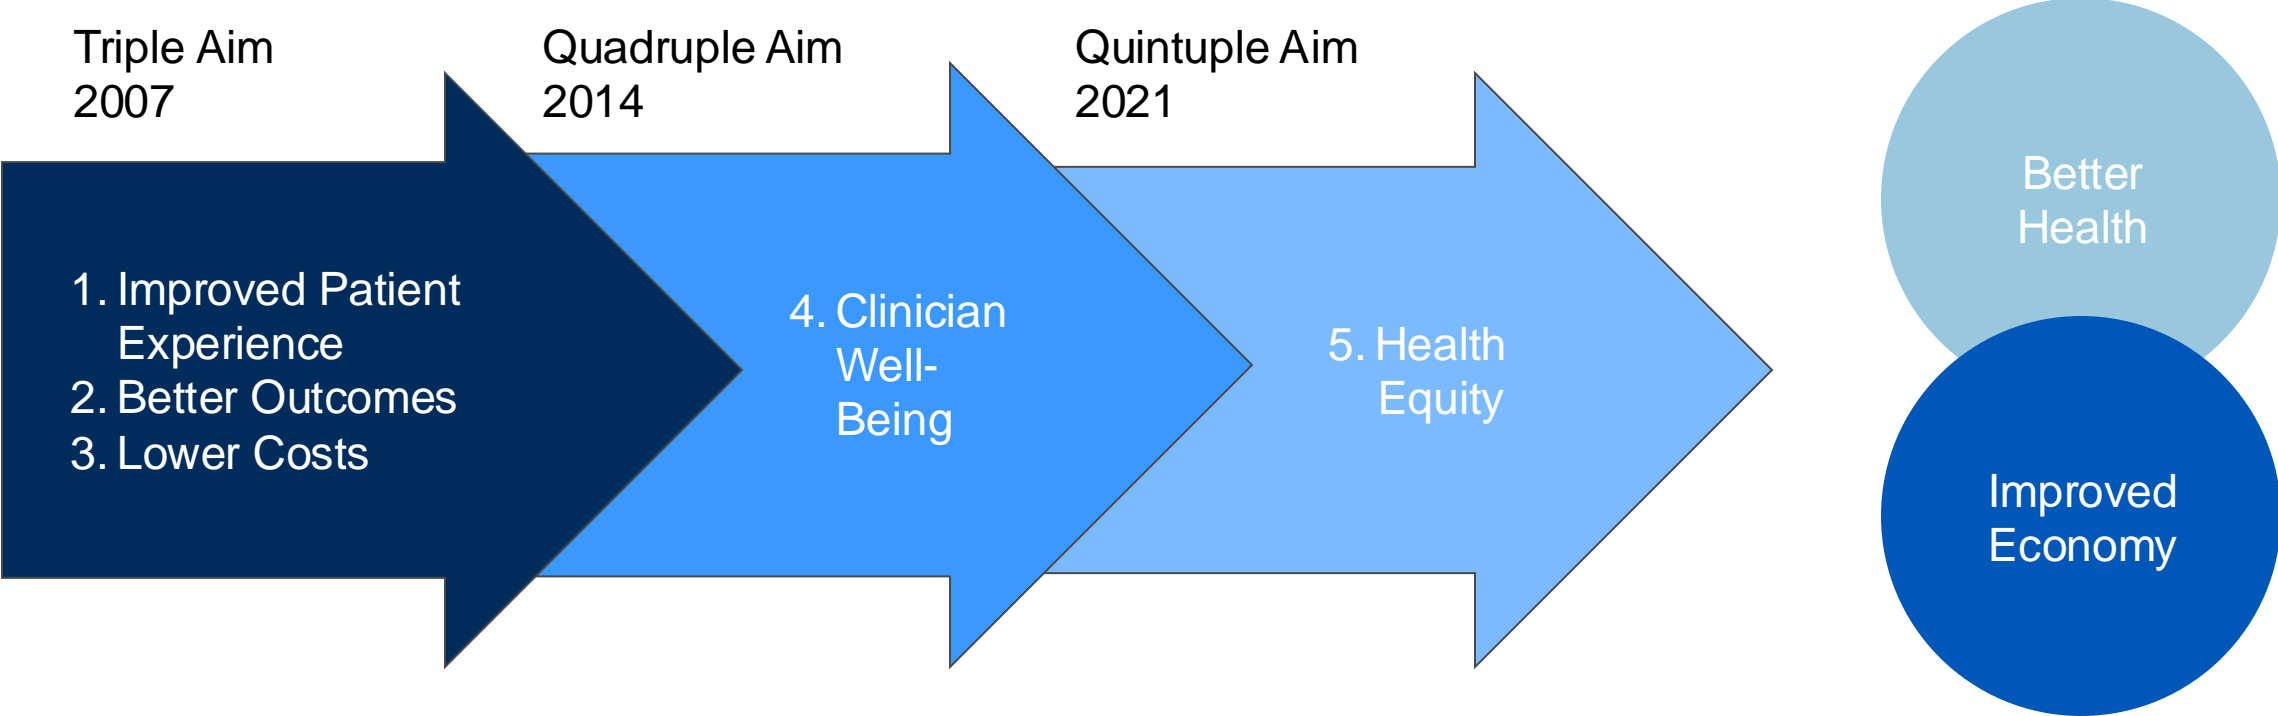 Triple Aim
2007
Quadruple Aim
2014
Quintuple Aim
2021
1. Improved Patient
Experience
2. Better Outcomes
3. Lower Costs
4. Clinician
Well-
Being
5. Health
Equity
Better
Health
Improved
Economy